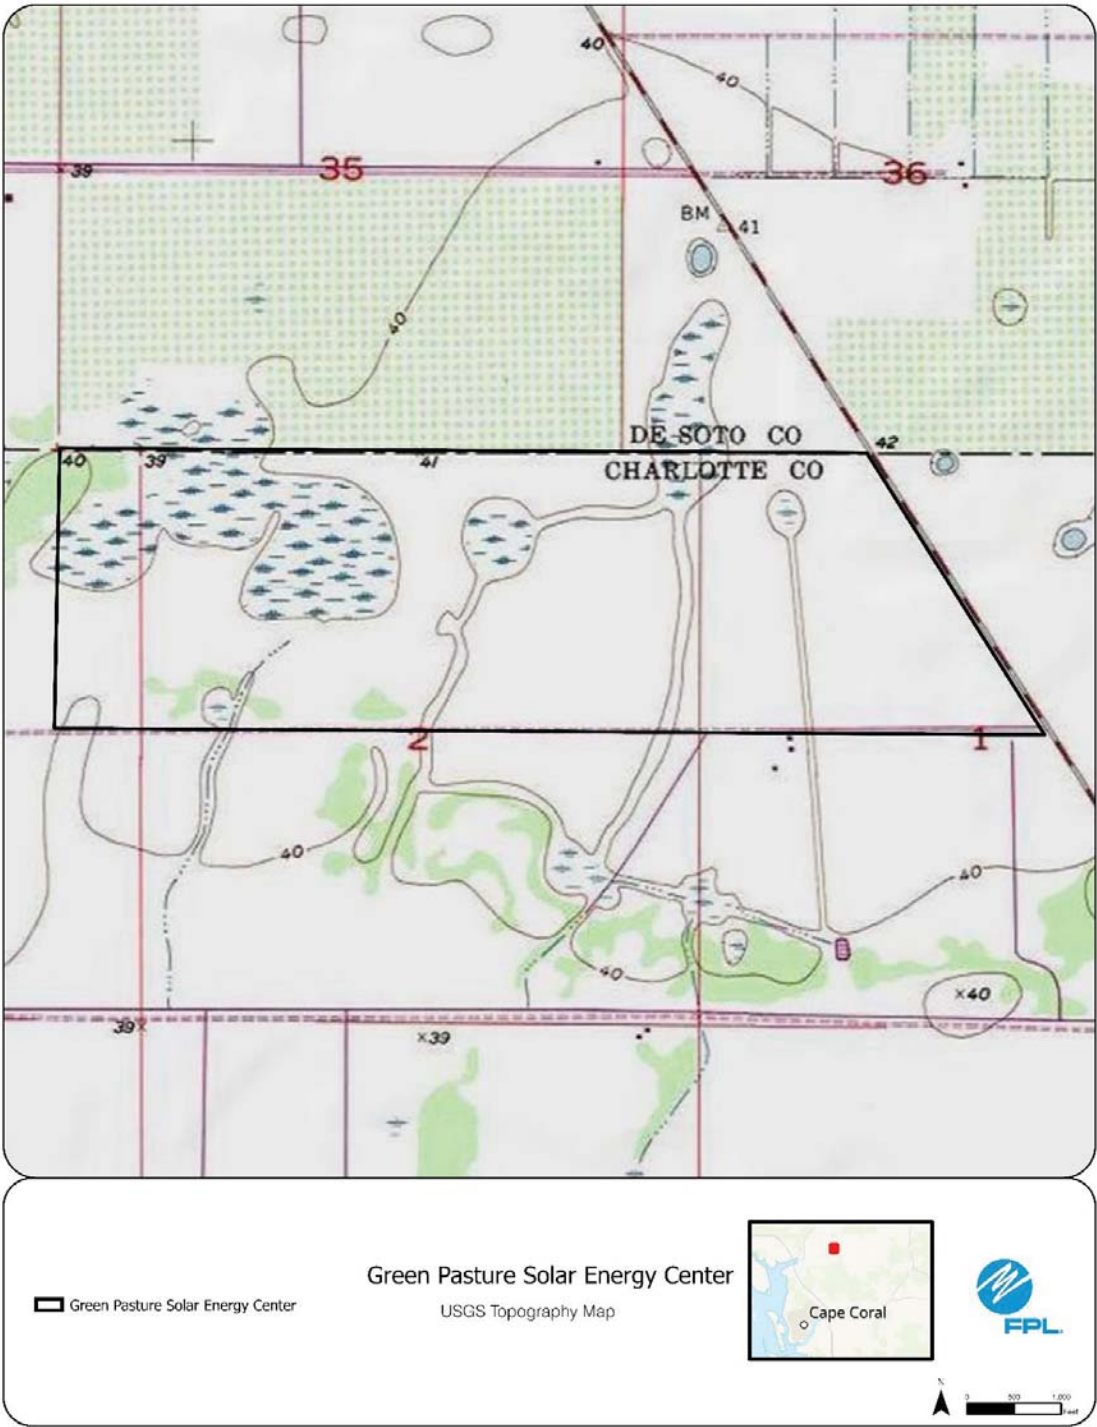 40
40
39
35
36
BM
41
40
DE SOTO CO
42
40
39
41
CHARLOTTE CO
2
1
40
40
40
×40
39×
×39
Green Pasture Solar Energy Center
Green Pasture Solar Energy Center
USGS Topography Map
Cape Coral
FPL
N
0 500 1,000
Feet